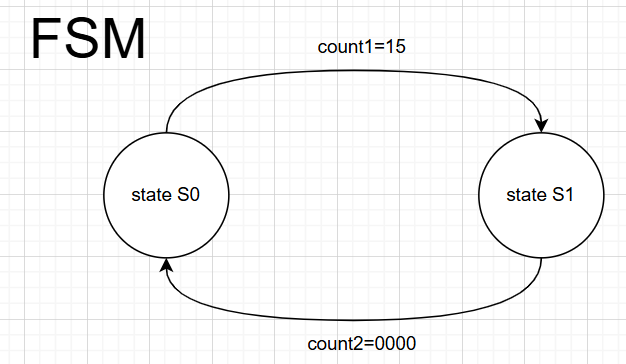 FSM
count1=15
state S0
state S1
count2=0000